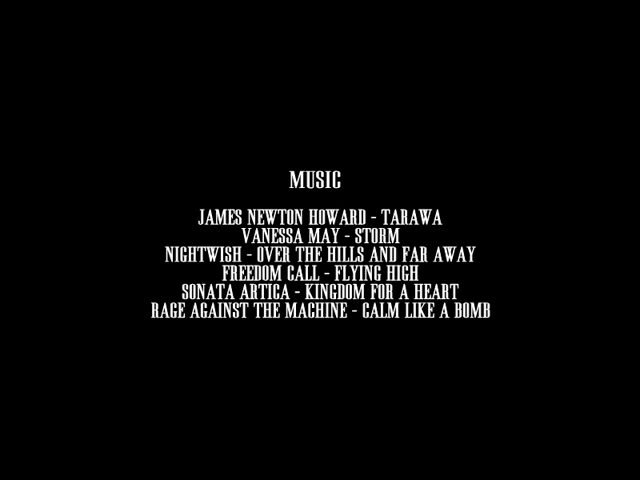 MUSIC
JAMES NEWTON HOWARD - TARAWA
VANESSA MAY - STORM
NIGHTWISH - OVER THE HILLS AND FAR AWAY
FREEDOM CALL - FLYING HIGH
SONATA ARTICA - KINGDOM FOR A HEART
RAGE AGAINST THE MACHINE - CALM LIKE A BOMB